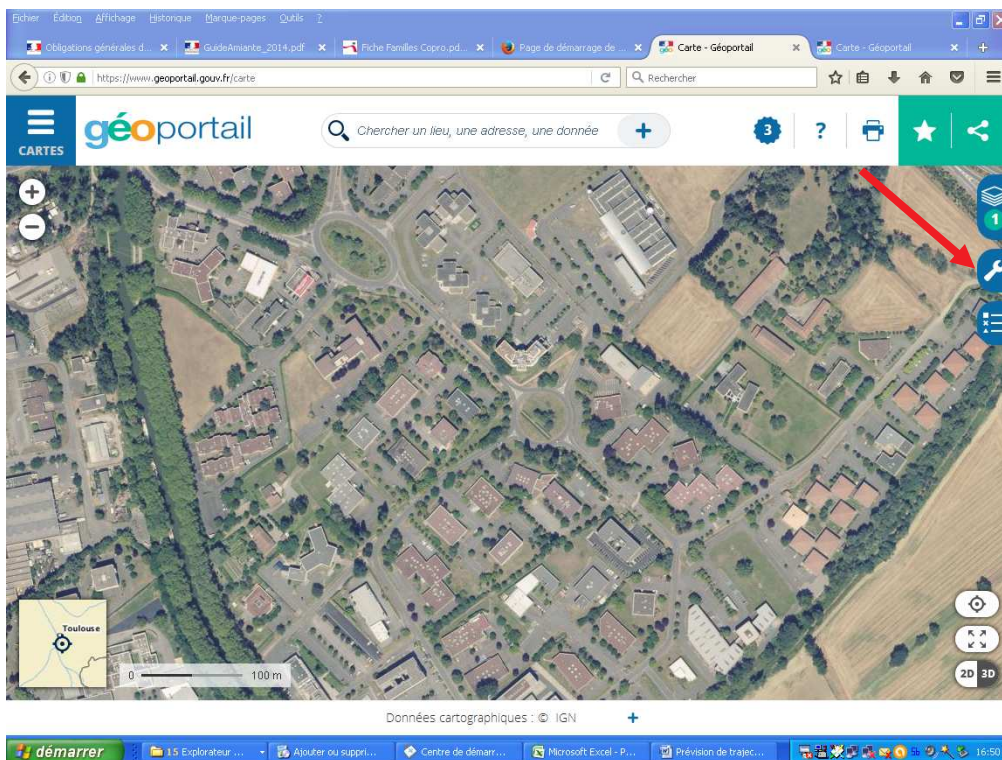 Fichier Édition Affichage Historique Marque-pages Outils ?
Obligations générales d... GuideAmiante_2014.pdf Fiche Familles Copro.pd... Page de démarrage de ... Carte - Géoportail Carte - Géoportail
https://www.geoportail.gouv.fr/carte Rechercher
CARTES géoportail Chercher un lieu, une adresse, une donnée + 3 ?
1
Toulouse
0 100 m
2D 3D
Données cartographiques : © IGN +
démarrer 15 Explorateur ... Ajouter ou suppri... Centre de démarr... Microsoft Excel - P... Prévision de trajec... 16:50